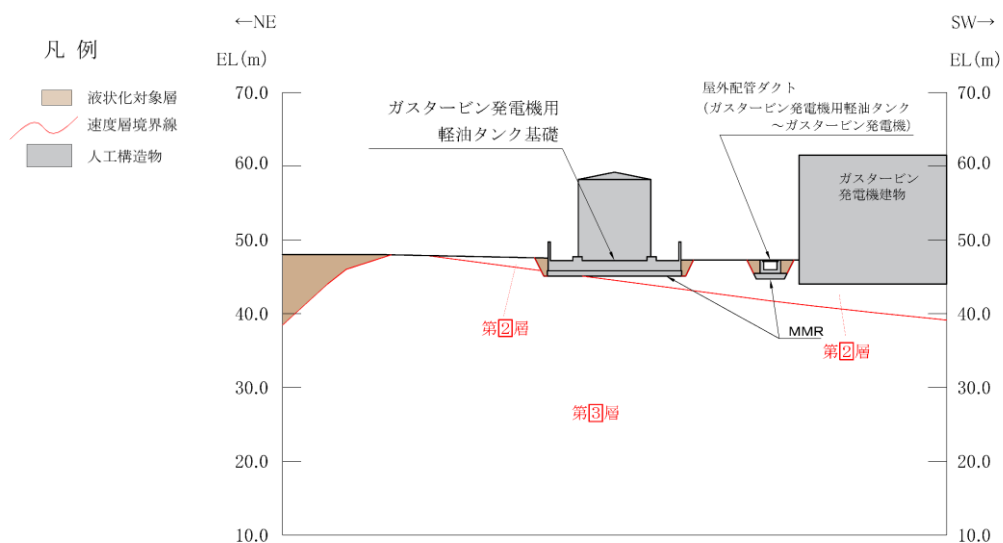 ←NE
SW→
凡 例
EL(m)
EL(m)
液状化対象層
速度層境界線
人工構造物
70.0
60.0
50.0
40.0
30.0
20.0
10.0
ガスタービン発電機用
軽油タンク基礎
屋外配管ダクト
(ガスタービン発電機用軽油タンク
～ガスタービン発電機)
ガスタービン
発電機建物
第2層
MMR
第2層
第3層
70.0
60.0
50.0
40.0
30.0
20.0
10.0